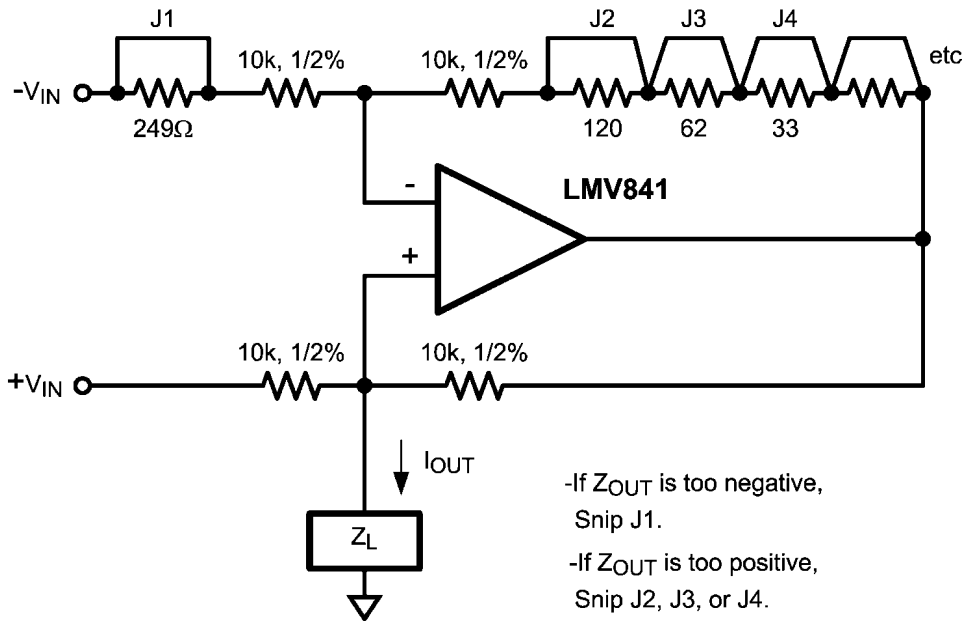 J1
J2
J3
J4
etc
10k, 1/2%
10k, 1/2%
-VIN
249Ω
120
62
33
LMV841
-
+
10k, 1/2%
10k, 1/2%
+VIN
IOUT
ZL
-If ZOUT is too negative,
Snip J1.
-If ZOUT is too positive,
Snip J2, J3, or J4.